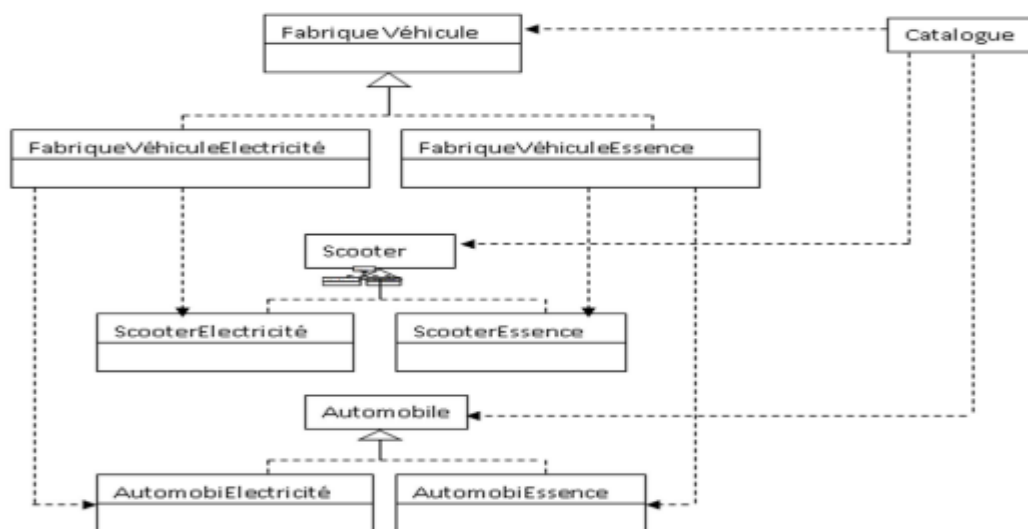 FabriqueVéhicule
Catalogue
FabriqueVéhiculeElectricité
FabriqueVéhiculeEssence
Scooter
ScooterElectricité
ScooterEssence
Automobile
AutomobiElectricité
AutomobiEssence